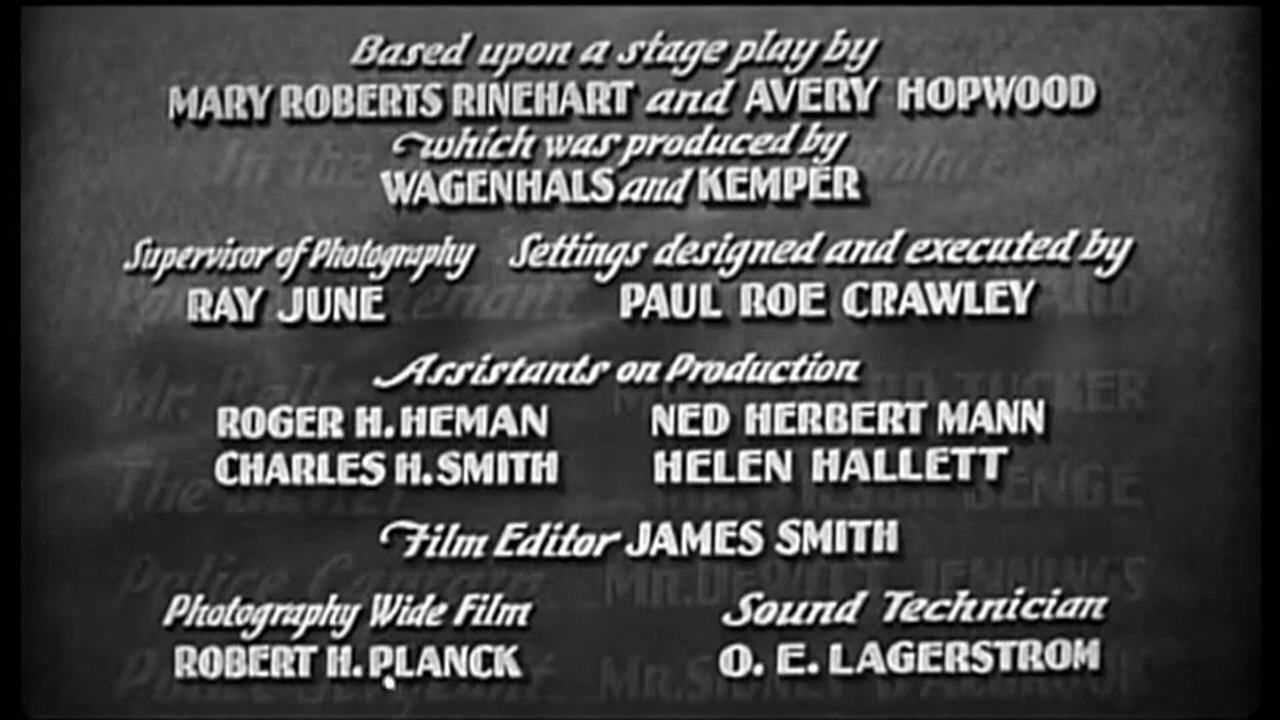 Based upon a stage play by
MARY ROBERTS RINEHART and AVERY HOPWOOD
which was produced by
WAGENHALS and KEMPER
Supervisor of Photography Settings designed and executed by
RAY JUNE PAUL ROE CRAWLEY
Assistants on Production
ROGER H. HEMAN NED HERBERT MANN
CHARLES H. SMITH HELEN HALLETT
Film Editor JAMES SMITH
Photography Wide Film Sound Technician
ROBERT H. PLANCK O. E. LAGERSTROM